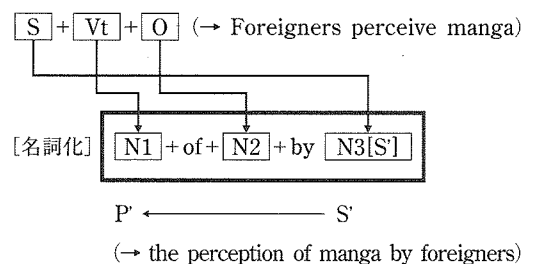 S + Vt + O (→ Foreigners perceive manga)
[名詞化] N1 + of + N2 + by N3[S']
P' ← S'
(→ the perception of manga by foreigners)